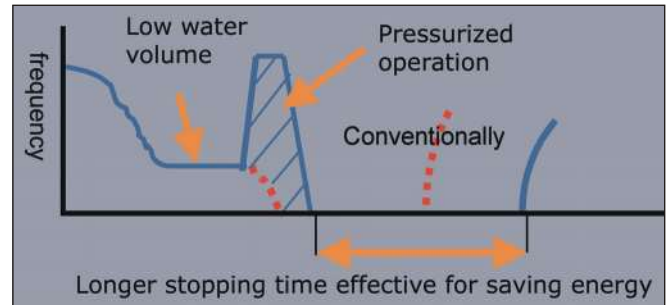 Low water
volume
Pressurized
operation
frequency
Conventionally
Longer stopping time effective for saving energy